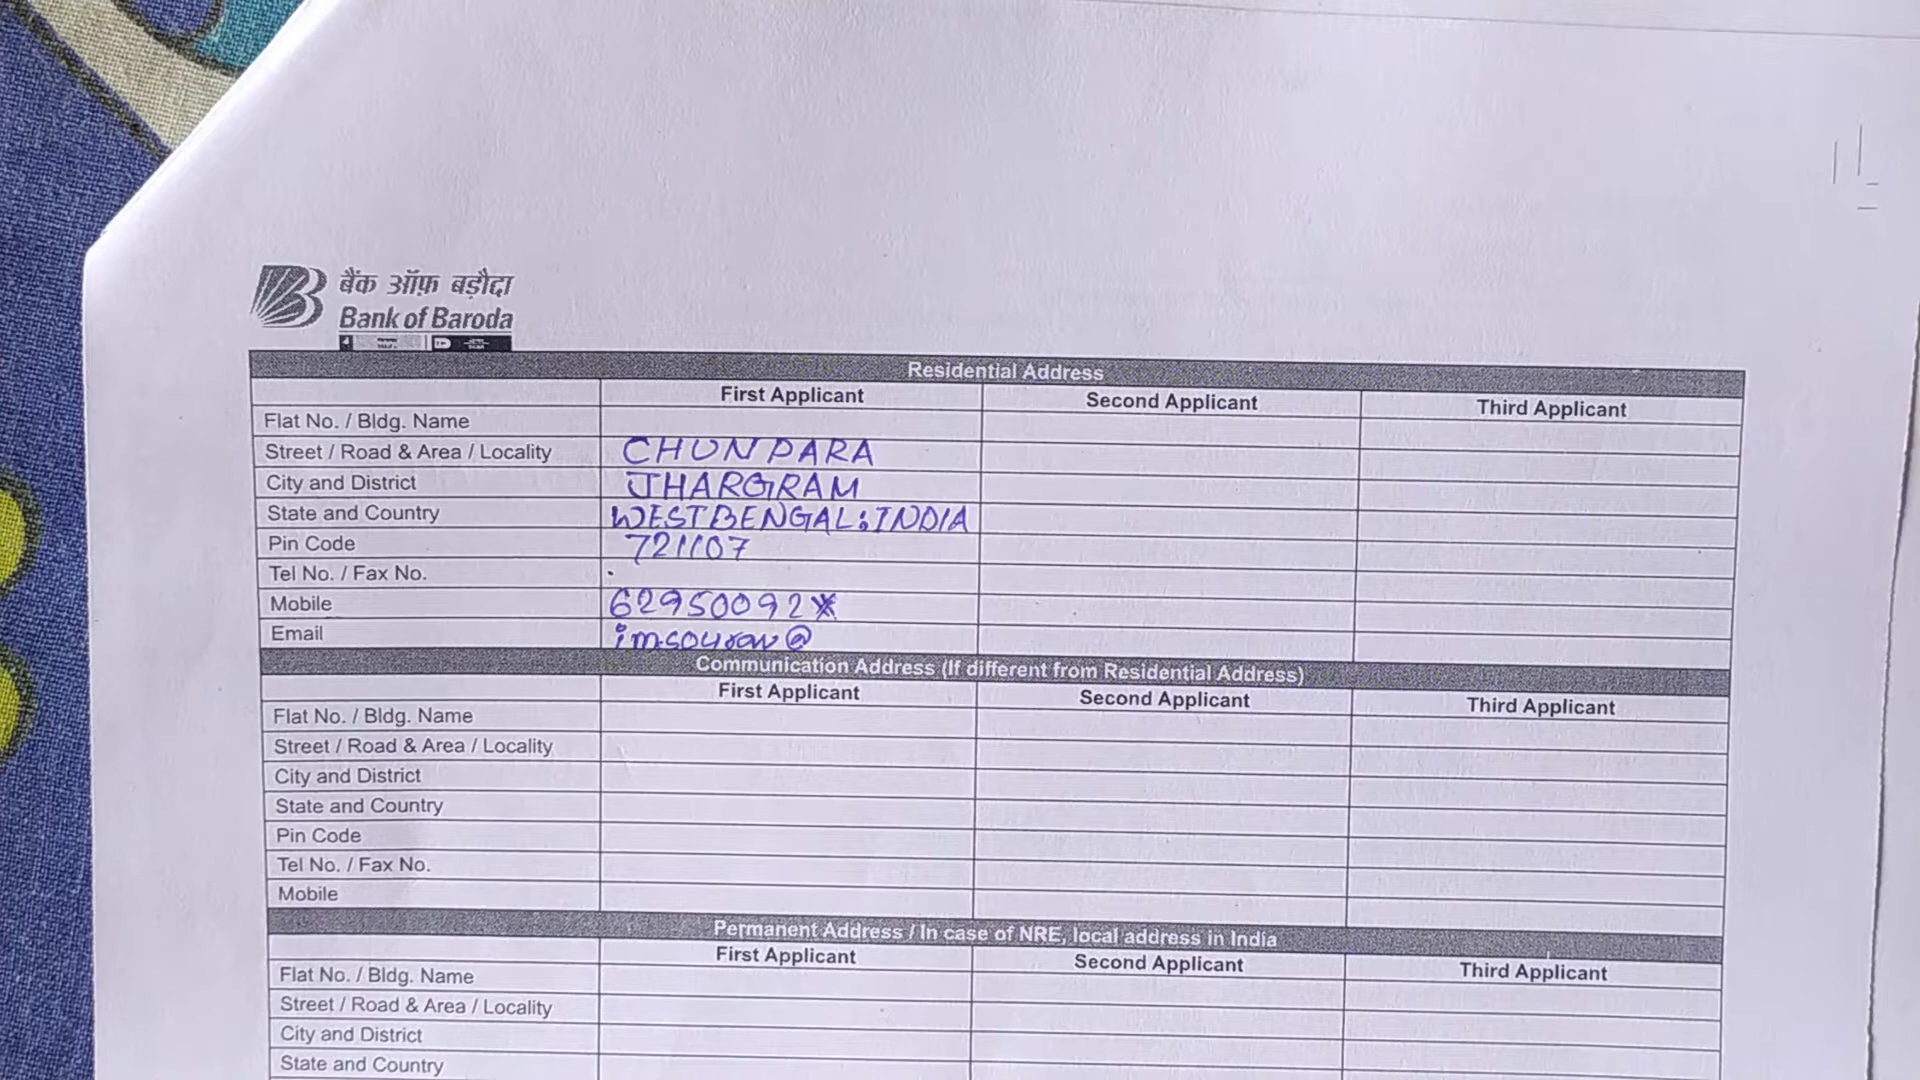 बैंक ऑफ़ बड़ौदा
Bank of Baroda
Residential Address
First Applicant Second Applicant Third Applicant
Flat No. / Bldg. Name
Street / Road & Area / Locality CHUNPARA
City and District JHARGRAM
State and Country WESTBENGAL:INDIA
Pin Code 721107
Tel No. / Fax No.
Mobile 62950092*
Email im.sourav@
Communication Address (If different from Residential Address)
First Applicant Second Applicant Third Applicant
Flat No. / Bldg. Name
Street / Road & Area / Locality
City and District
State and Country
Pin Code
Tel No. / Fax No.
Mobile
Permanent Address / In case of NRE, local address in India
First Applicant Second Applicant Third Applicant
Flat No. / Bldg. Name
Street / Road & Area / Locality
City and District
State and Country